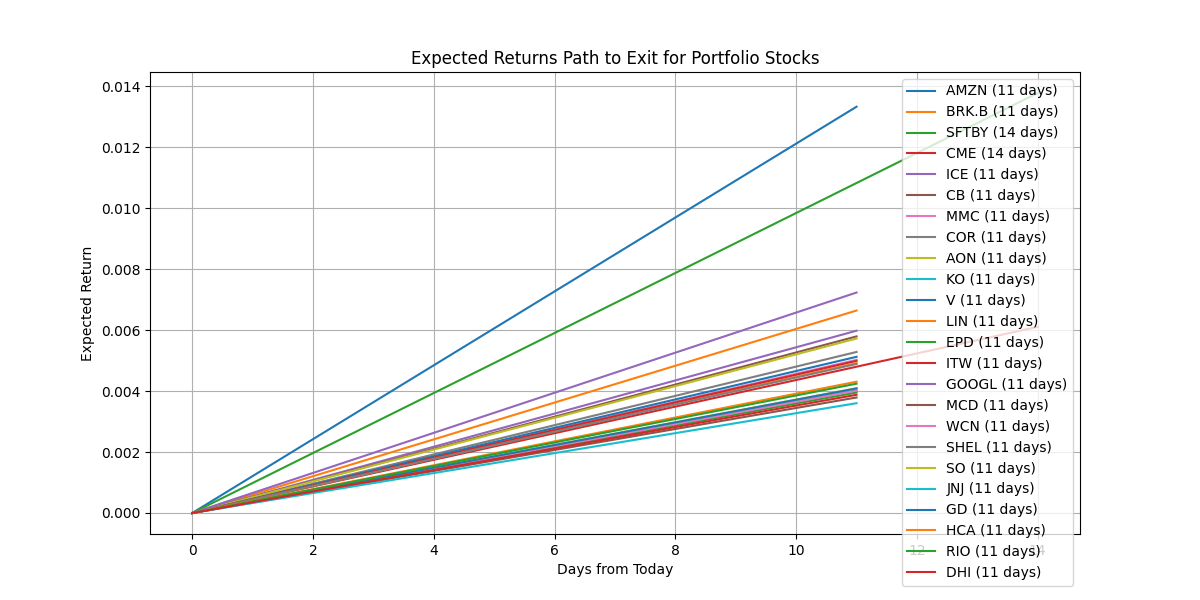 Expected Returns Path to Exit for Portfolio Stocks
Expected Return
0.014
0.012
0.010
0.008
0.006
0.004
0.002
0.000
0
2
4
6
8
10
12
14
Days from Today
AMZN (11 days)
BRK.B (11 days)
SFTBY (14 days)
CME (14 days)
ICE (11 days)
CB (11 days)
MMC (11 days)
COR (11 days)
AON (11 days)
KO (11 days)
V (11 days)
LIN (11 days)
EPD (11 days)
ITW (11 days)
GOOGL (11 days)
MCD (11 days)
WCN (11 days)
SHEL (11 days)
SO (11 days)
JNJ (11 days)
GD (11 days)
HCA (11 days)
RIO (11 days)
DHI (11 days)